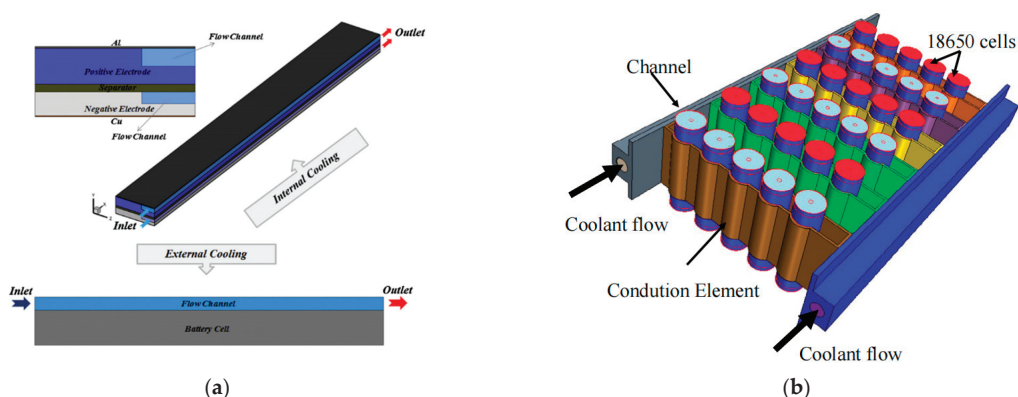 Al
Flow Channel
Positive Electrode
Separator
Negative Electrode
Cu
Flow Channel
Outlet
Inlet
Internal Cooling
External Cooling
Inlet
Outlet
Flow Channel
Battery Cell
(a)
18650 cells
Channel
Coolant flow
Condution Element
Coolant flow
(b)